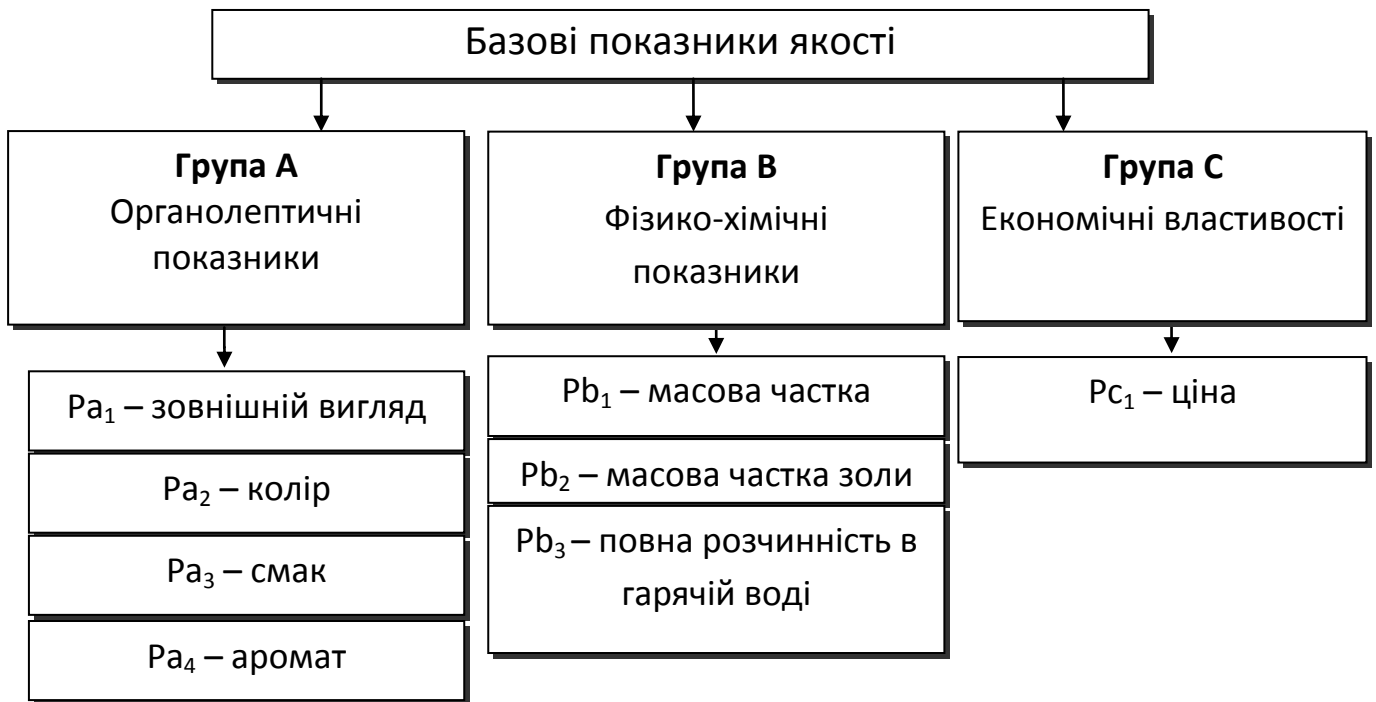 Базові показники якості
Група А
Органолептичні
показники
Pa₁ – зовнішній вигляд
Pa₂ – колір
Pa₃ – смак
Pa₄ – аромат
Група В
Фізико-хімічні
показники
Pb₁ – масова частка
Pb₂ – масова частка золи
Pb₃ – повна розчинність в
гарячій воді
Група С
Економічні властивості
Pc₁ – ціна